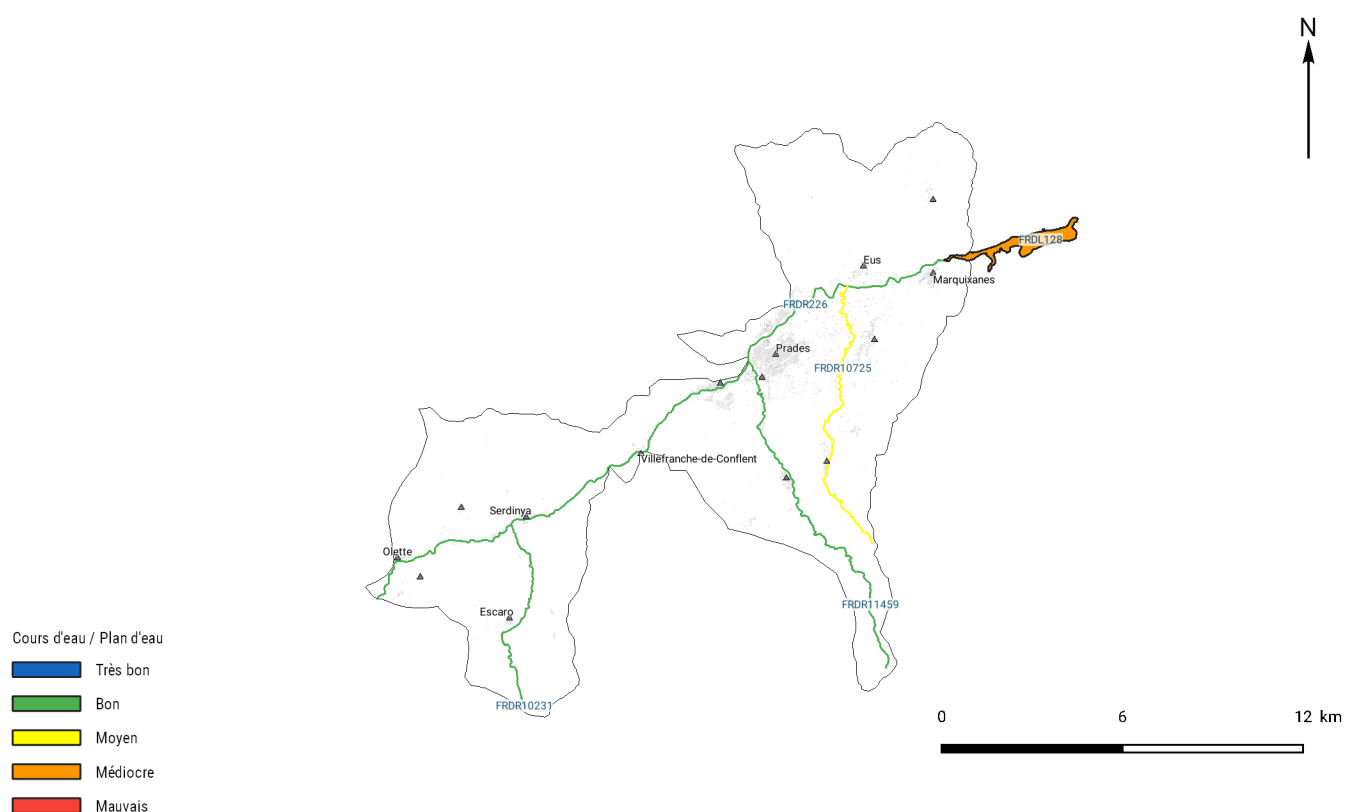 N
Eus
FRDL128
Marquixanes
FRDR226
Prades
FRDR10725
Villefranche-de-Conflent
Serdinya
Olette
Escaro
FRDR11459
FRDR10231
Cours d'eau / Plan d'eau
Très bon
Bon
Moyen
Médiocre
Mauvais
0 6 12 km